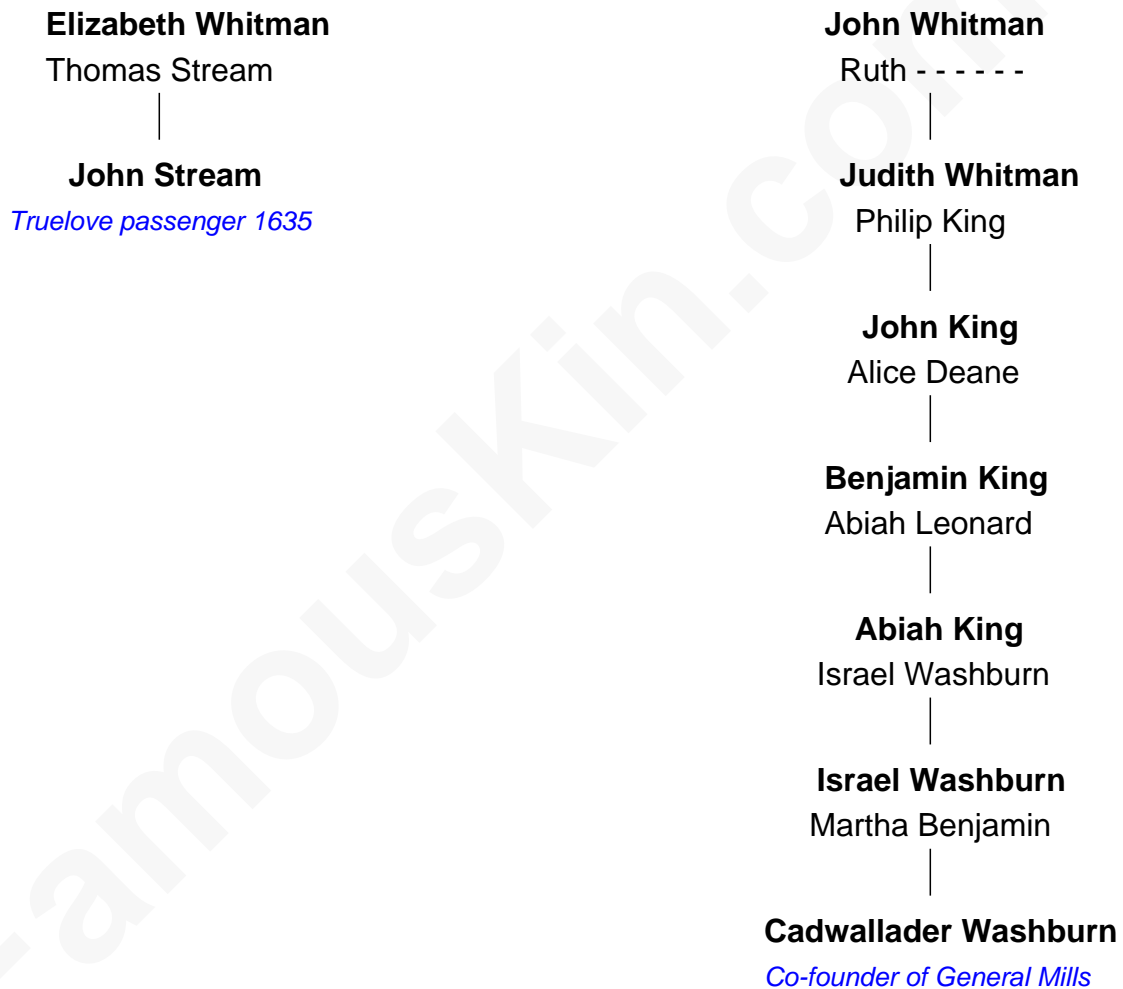 Elizabeth Whitman
Thomas Stream
John Stream
Truelove passenger 1635
John Whitman
Ruth - - - - - -
Judith Whitman
Philip King
John King
Alice Deane
Benjamin King
Abiah Leonard
Abiah King
Israel Washburn
Israel Washburn
Martha Benjamin
Cadwallader Washburn
Co-founder of General Mills
FamousKin.com